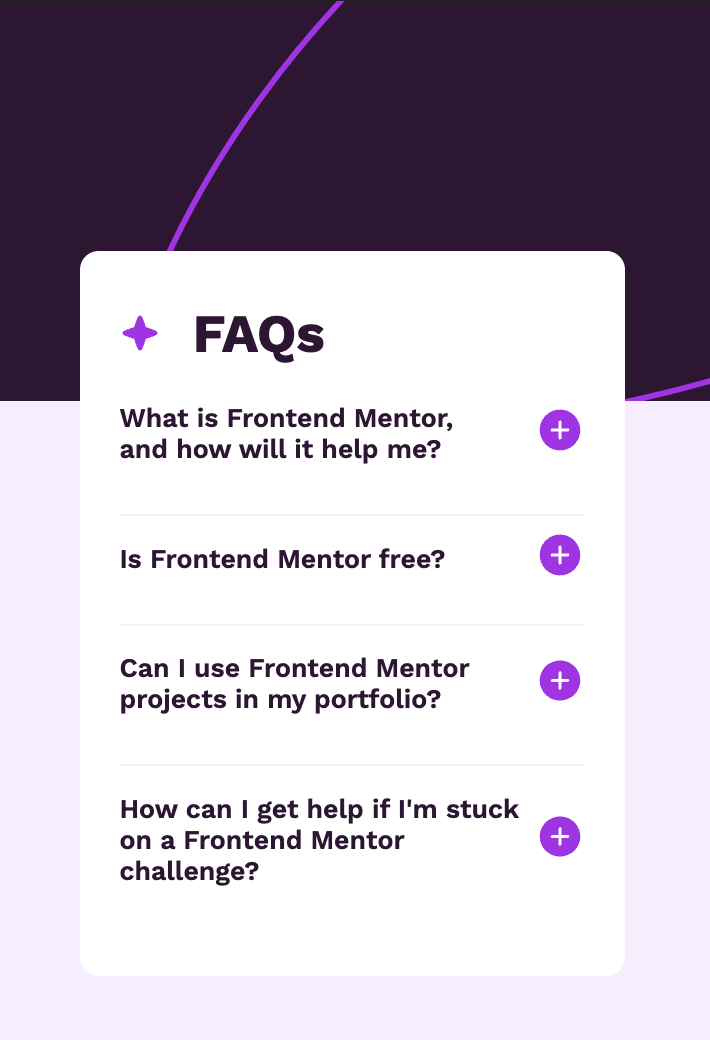 FAQs
What is Frontend Mentor,
and how will it help me?
Is Frontend Mentor free?
Can I use Frontend Mentor
projects in my portfolio?
How can I get help if I'm stuck
on a Frontend Mentor
challenge?